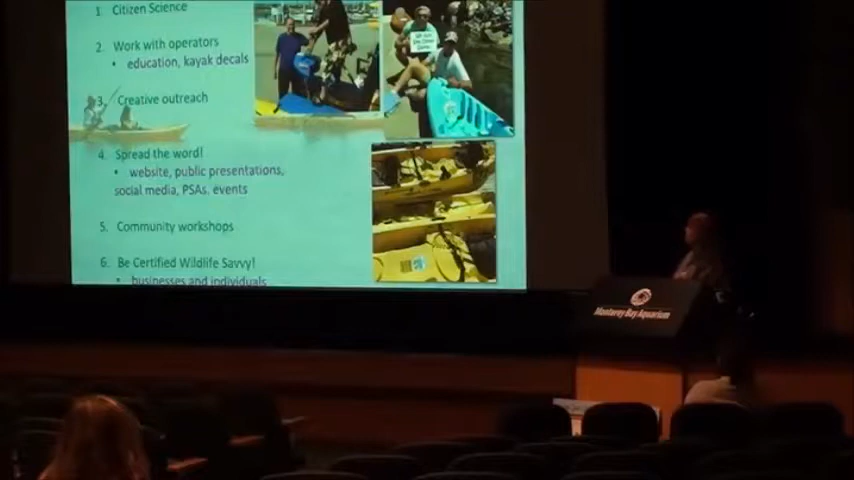 1. Citizen Science
2. Work with operators
• education, kayak decals
3. Creative outreach
4. Spread the word!
• website, public presentations,
social media, PSAs, events
5. Community workshops
6. Be Certified Wildlife Savvy!
• businesses and individuals
Monterey Bay Aquarium